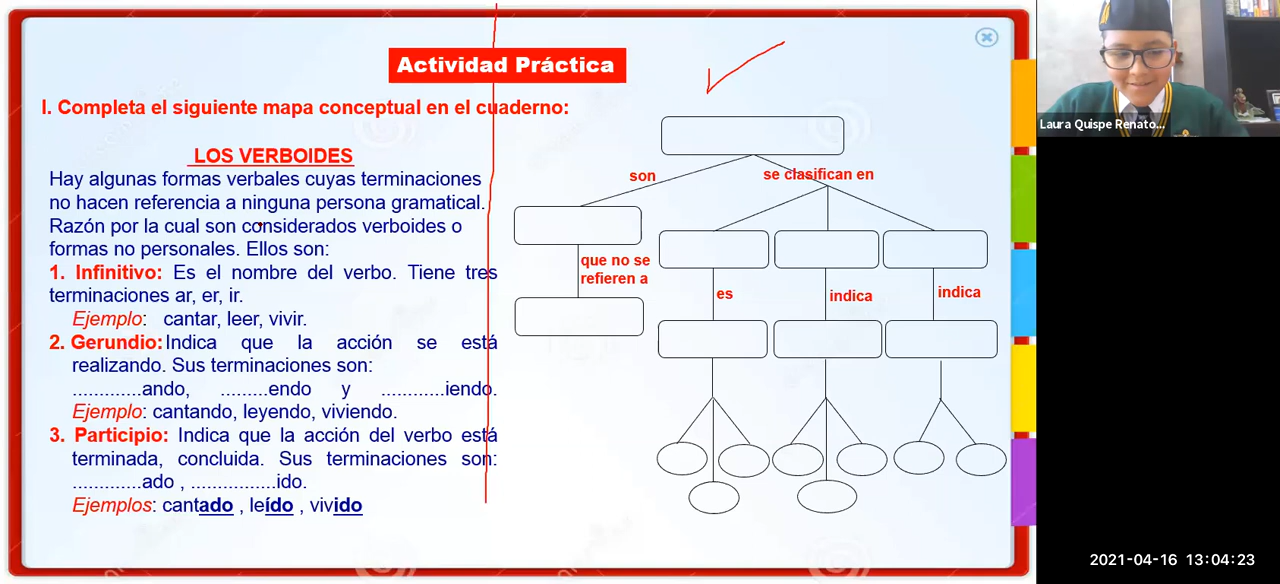 Actividad Práctica
I. Completa el siguiente mapa conceptual en el cuaderno:
LOS VERBOIDES
Hay algunas formas verbales cuyas terminaciones
no hacen referencia a ninguna persona gramatical.
Razón por la cual son considerados verboides o
formas no personales. Ellos son:
1. Infinitivo: Es el nombre del verbo. Tiene tres
terminaciones ar, er, ir.
Ejemplo: cantar, leer, vivir.
2. Gerundio: Indica que la acción se está
realizando. Sus terminaciones son:
.............ando, .........endo y ............iendo.
Ejemplo: cantando, leyendo, viviendo.
3. Participio: Indica que la acción del verbo está
terminada, concluida. Sus terminaciones son:
.............ado , ................ido.
Ejemplos: cantado , leído , vivido
son
se clasifican en
que no se
refieren a
es
indica
indica
Laura Quispe Renato...
2021-04-16 13:04:23